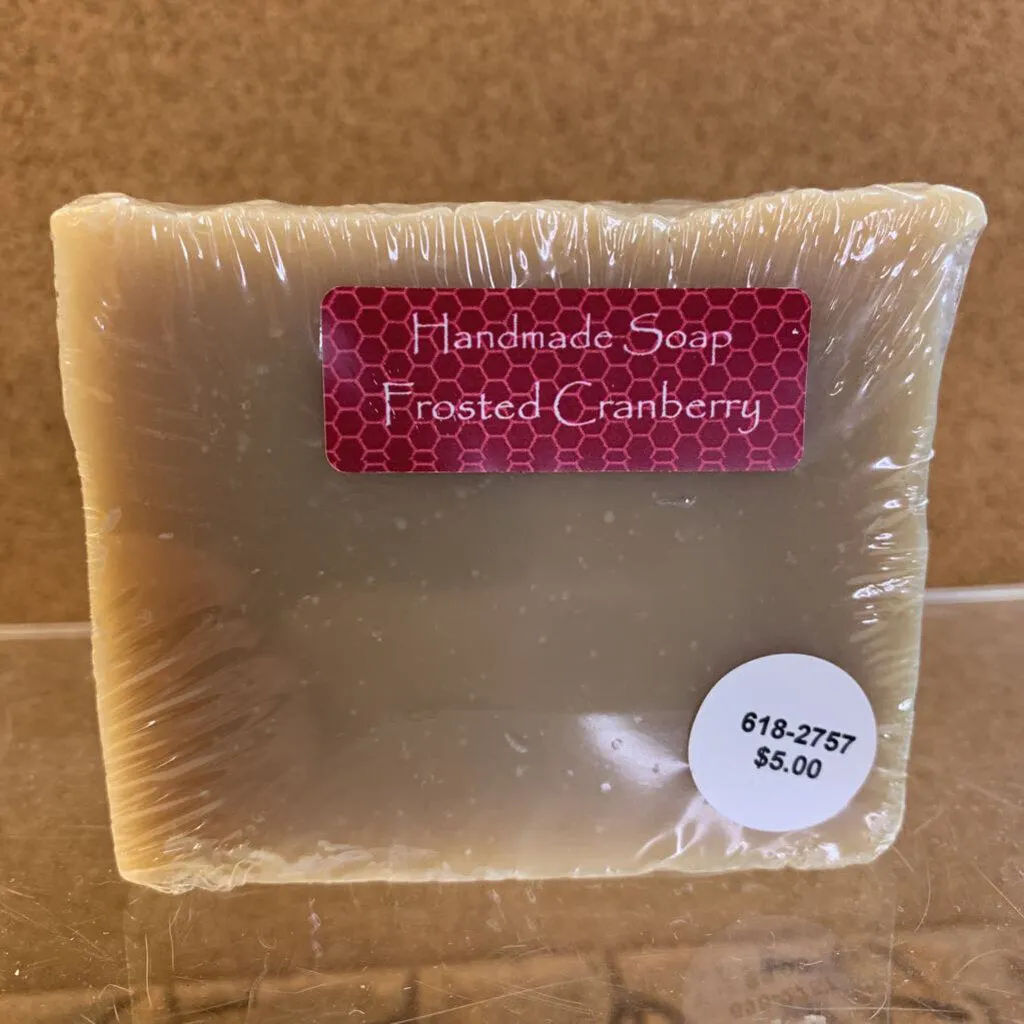 Handmade Soap
Frosted Cranberry
618-2757
$5.00